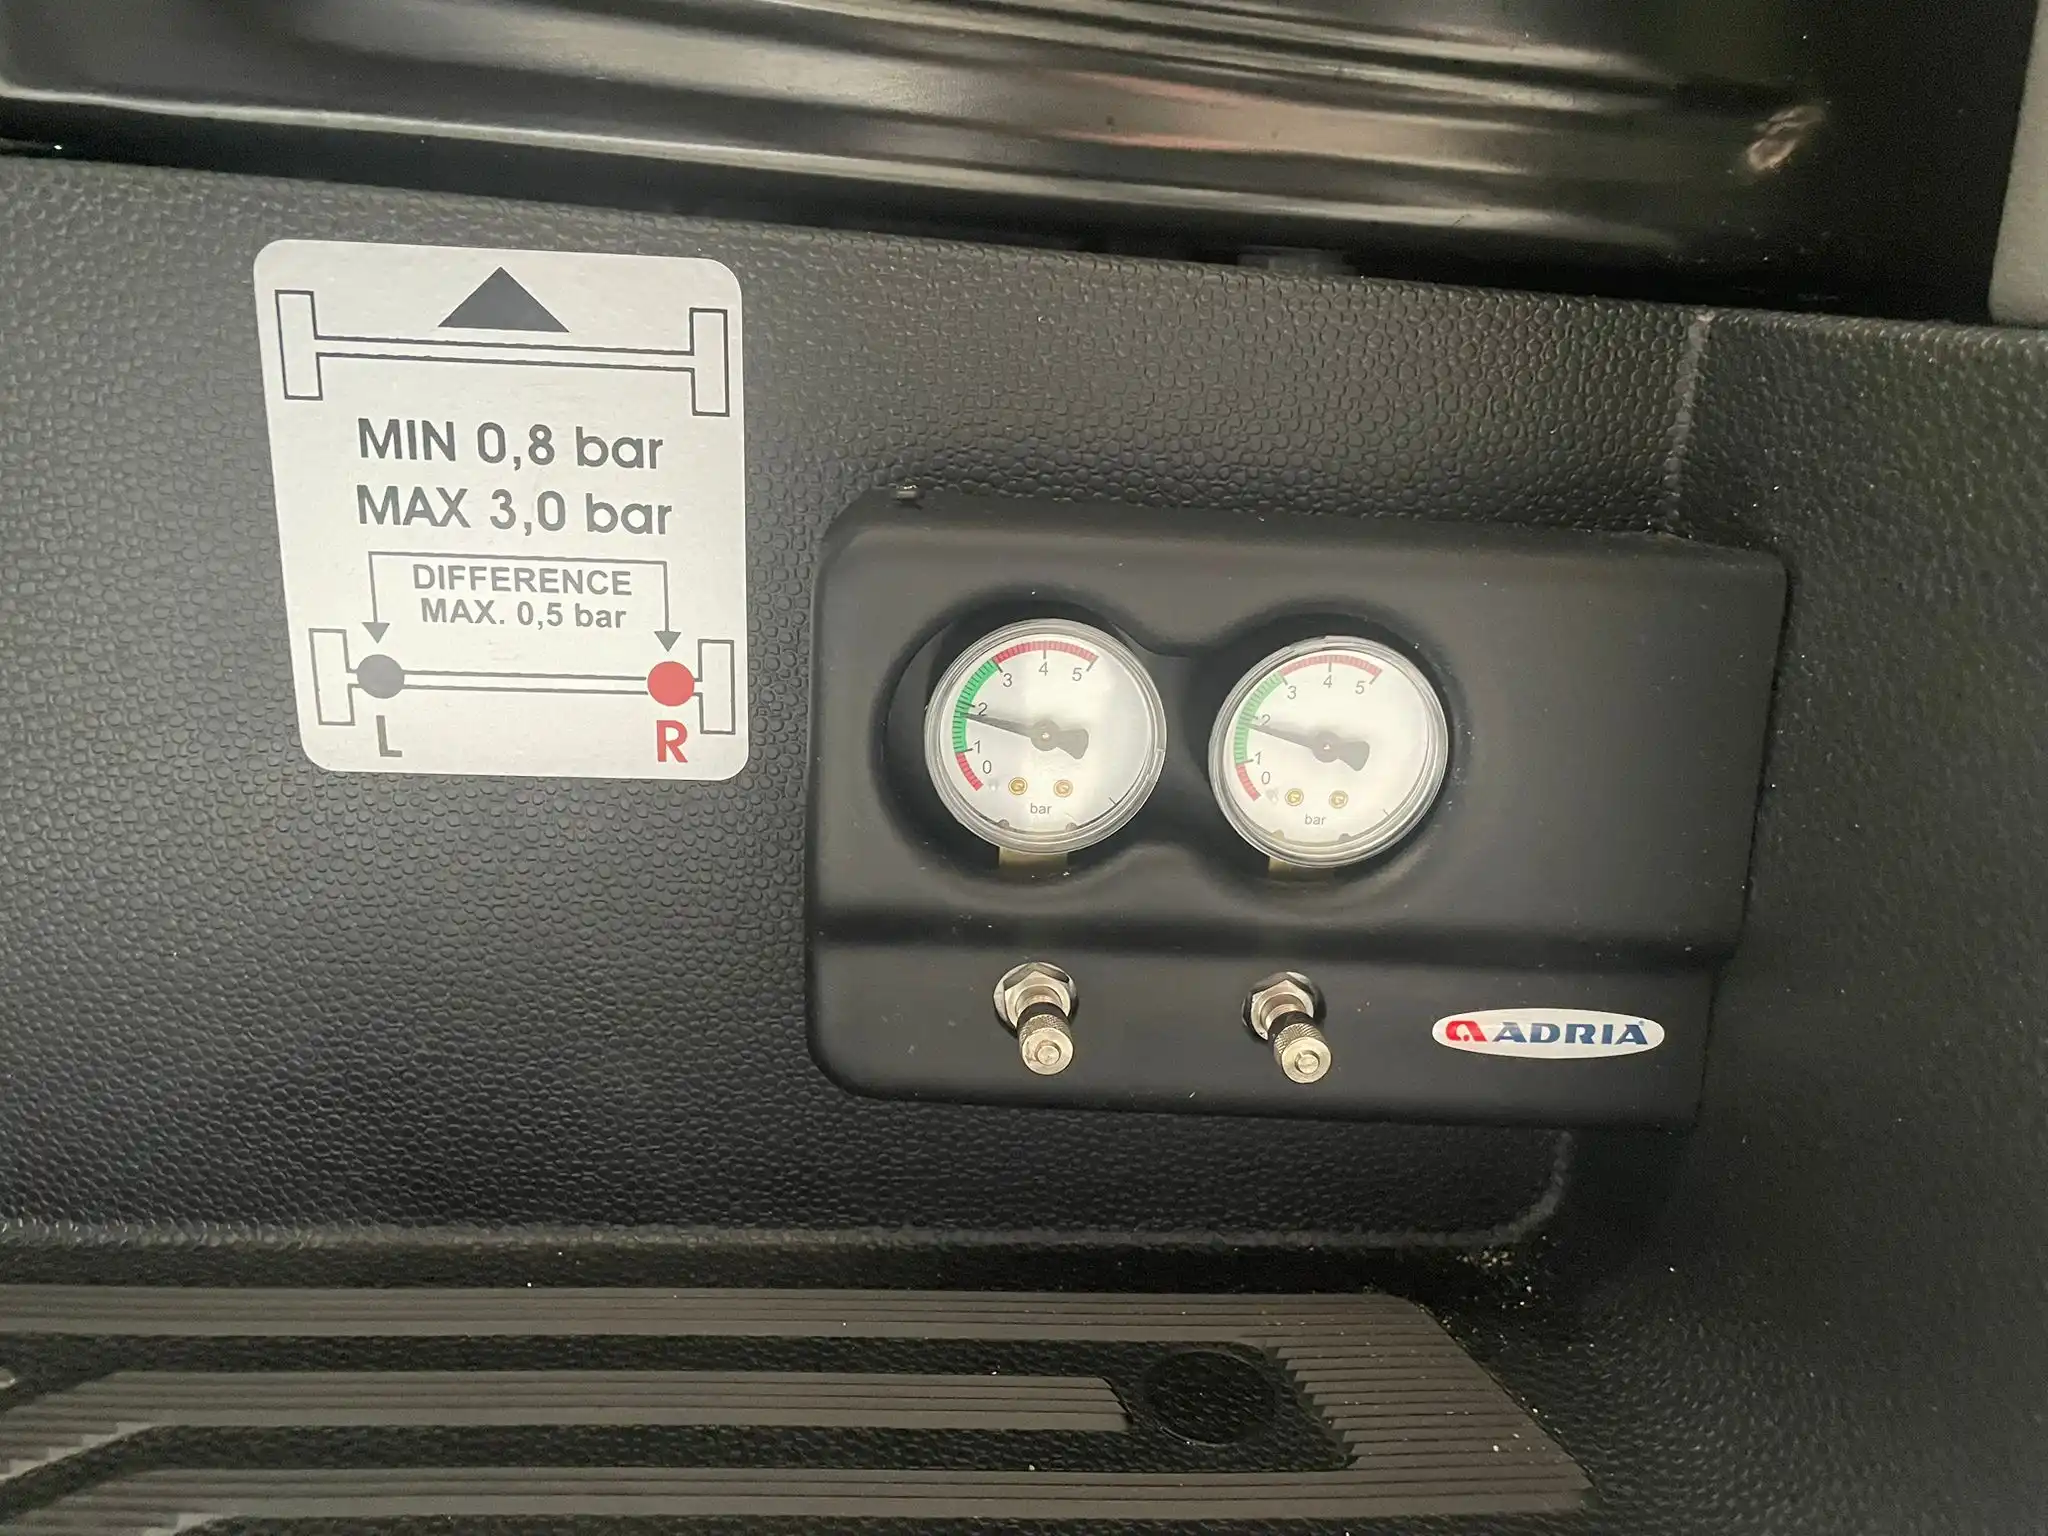 MIN 0,8 bar
MAX 3,0 bar
DIFFERENCE
MAX. 0,5 bar
L
R
0 1 2 3 4 5
bar
0 1 2 3 4 5
bar
ADRIA